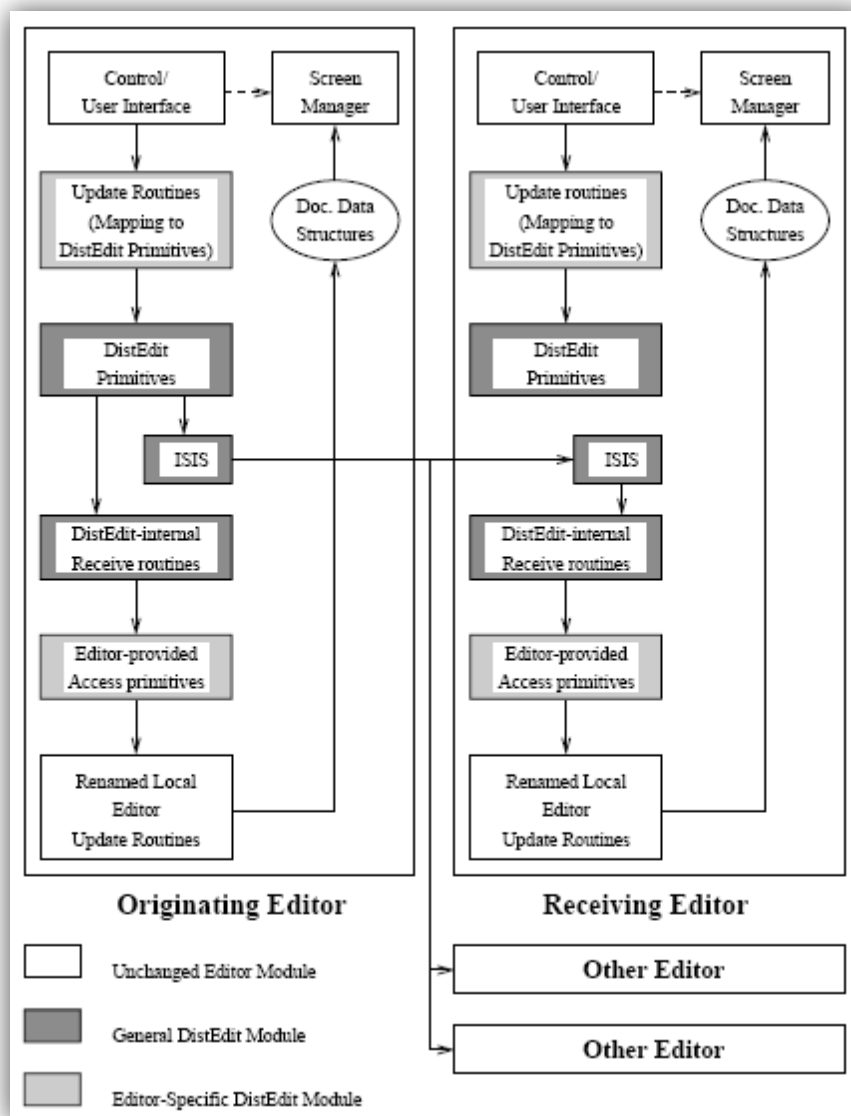 Control/
User Interface
Screen
Manager
Update Routines
(Mapping to
DistEdit Primitives)
Doc. Data
Structures
DistEdit
Primitives
ISIS
DistEdit-internal
Receive routines
Editor-provided
Access primitives
Renamed Local
Editor
Update Routines
Originating Editor
Control/
User Interface
Screen
Manager
Update routines
(Mapping to
DistEdit Primitives)
Doc. Data
Structures
DistEdit
Primitives
ISIS
DistEdit-internal
Receive routines
Editor-provided
Access primitives
Renamed Local
Editor
Update Routines
Receiving Editor
Other Editor
Other Editor
Unchanged Editor Module
General DistEdit Module
Editor-Specific DistEdit Module